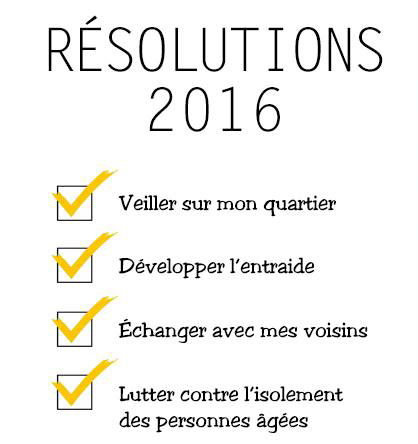 RÉSOLUTIONS
2016
Veiller sur mon quartier
Développer l'entraide
Échanger avec mes voisins
Lutter contre l'isolement
des personnes âgées